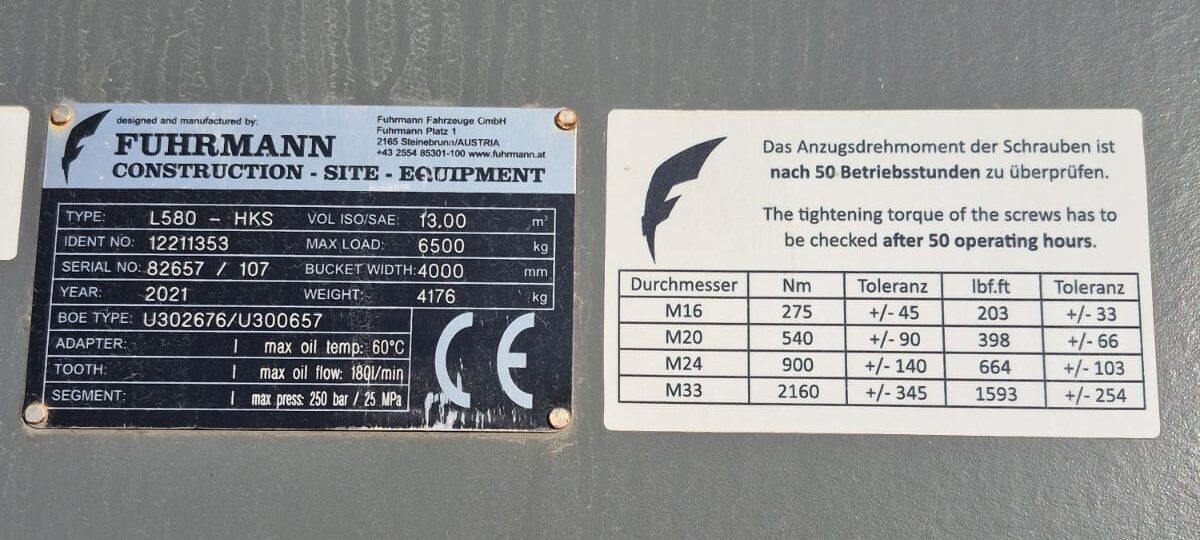 designed and manufactured by:
FUHRMANN
CONSTRUCTION - SITE - EQUIPMENT
Fuhrmann Fahrzeuge GmbH
Fuhrmann Platz 1
2165 Steinebrunn/AUSTRIA
+43 2554 85301-100 www.fuhrmann.at
TYPE: L580 - HKS VOL ISO/SAE: 13,00 m³
IDENT NO: 12211353 MAX LOAD: 6500 kg
SERIAL NO: 82657 / 107 BUCKET WIDTH: 4000 mm
YEAR: 2021 WEIGHT: 4176 kg
BOE TYPE: U302676/U300657
ADAPTER: | max oil temp: 60°C
TOOTH: | max oil flow: 180l/min
SEGMENT: | max press: 250 bar / 25 MPa
CE
Das Anzugsdrehmoment der Schrauben ist
nach 50 Betriebsstunden zu überprüfen.
The tightening torque of the screws has to
be checked after 50 operating hours.
Durchmesser Nm Toleranz lbf.ft Toleranz
M16 275 +/- 45 203 +/- 33
M20 540 +/- 90 398 +/- 66
M24 900 +/- 140 664 +/- 103
M33 2160 +/- 345 1593 +/- 254